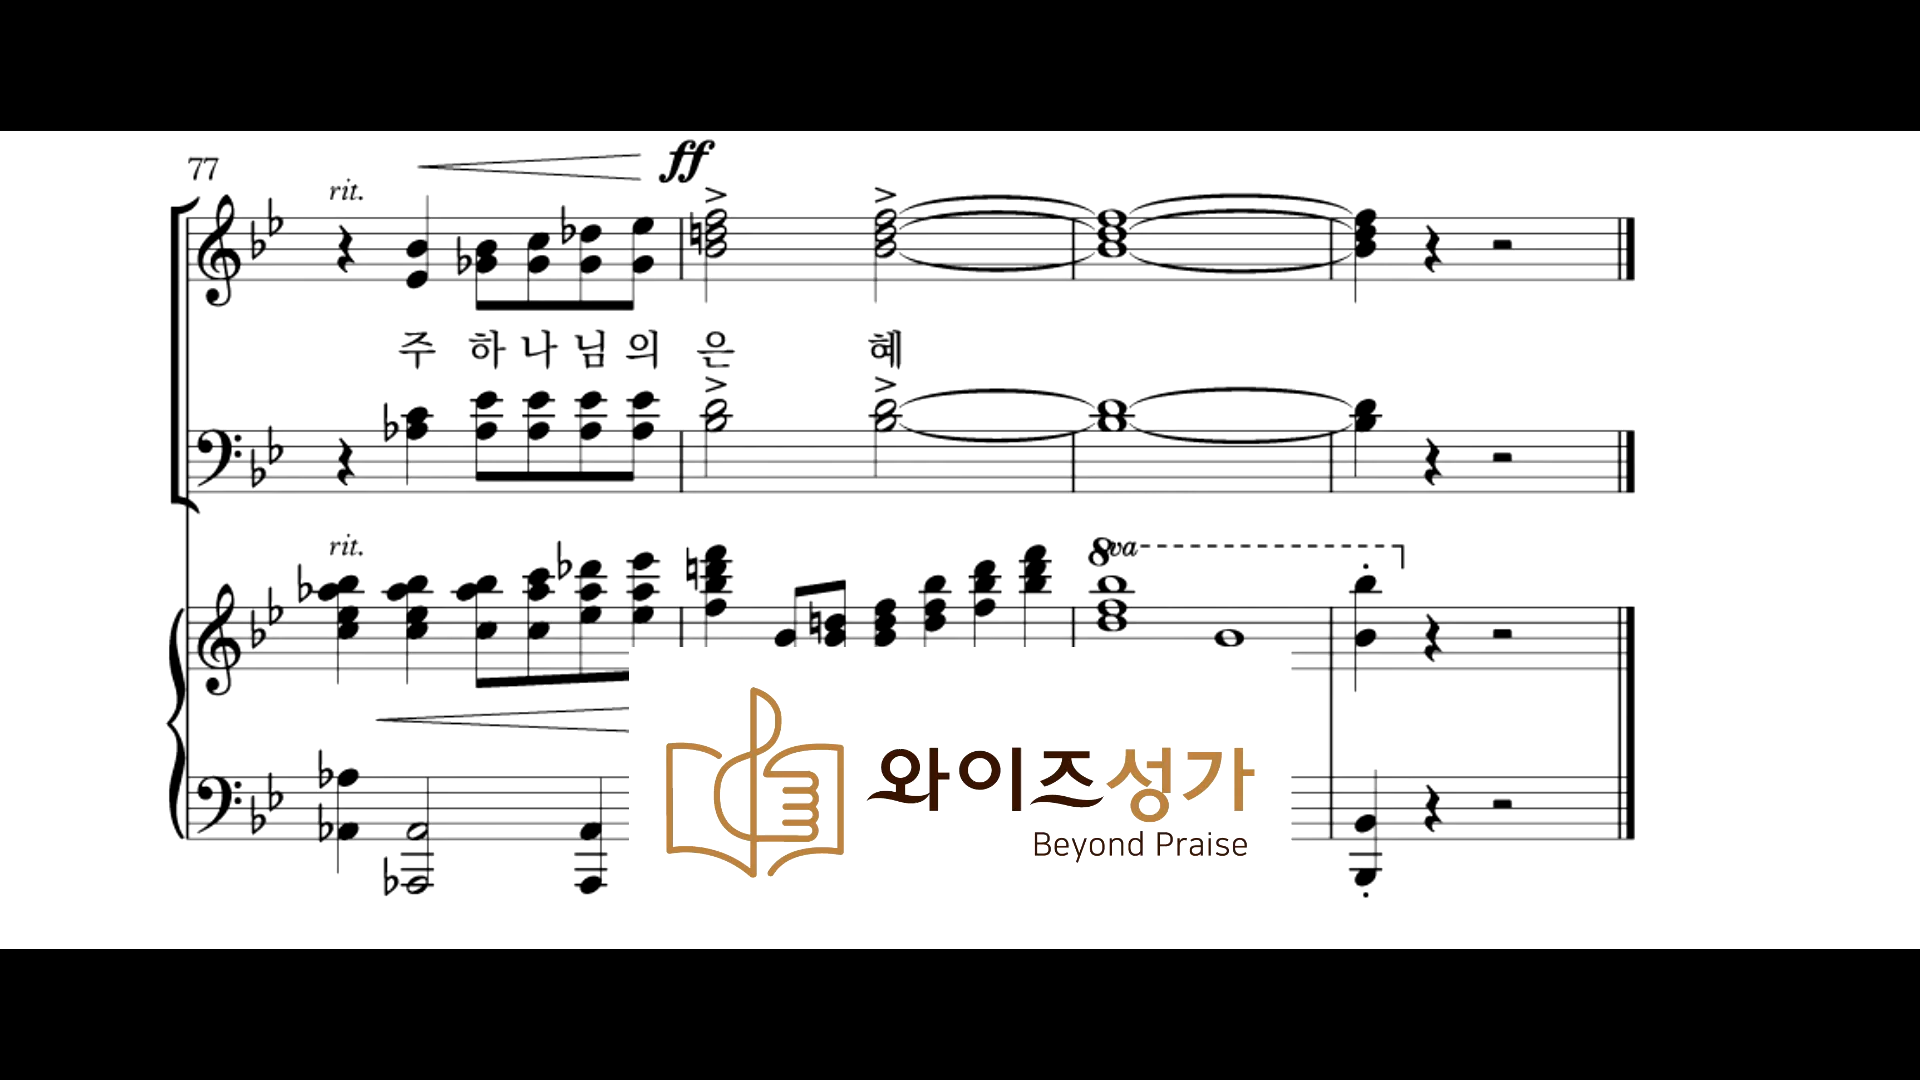 77
rit.
ff
주 하 나 님 의 은 혜
rit.
8va
와이즈성가
Beyond Praise